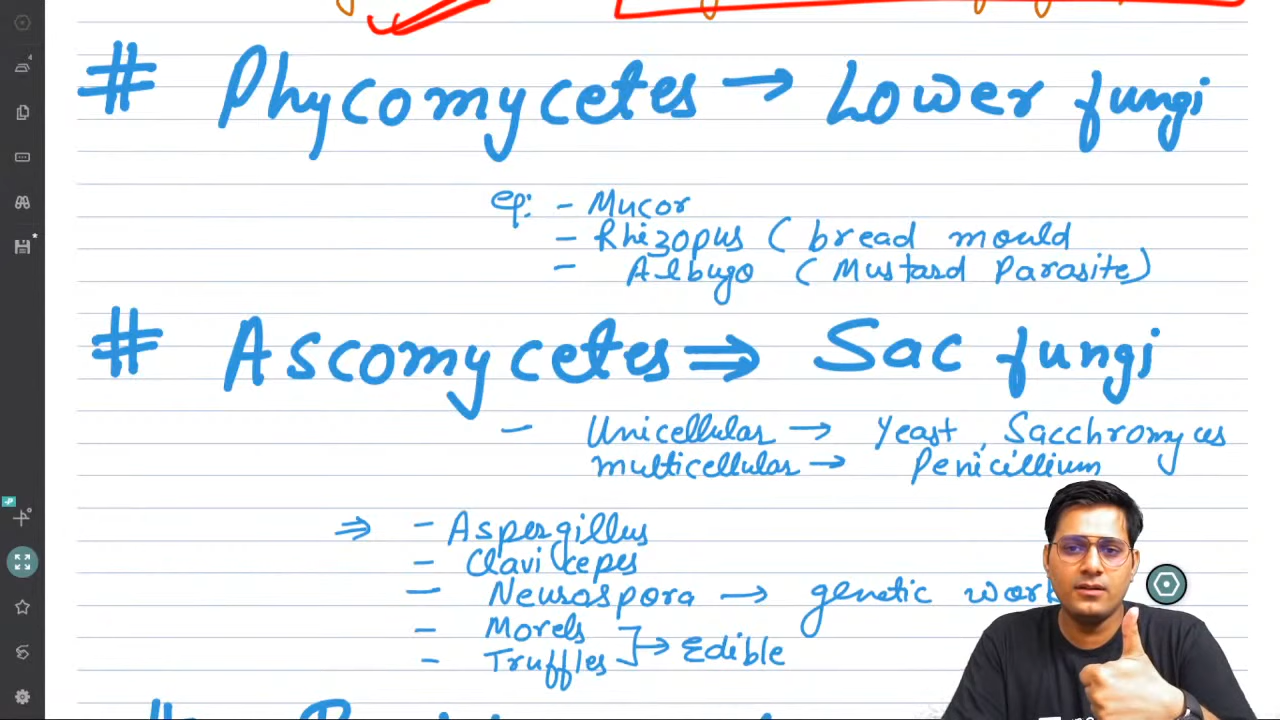 # Phycomycetes → Lower fungi
eg: - Mucor
- Rhizopus ( bread mould
- Albugo ( Mustard Parasite )
# Ascomycetes ⇒ Sac fungi
- Unicellular → Yeast , Sacchromyces
multicellular → Penicillium
⇒ - Aspergillus
- Claviceps
- Neurospora → genetic work
- Morels
- Truffles → Edible